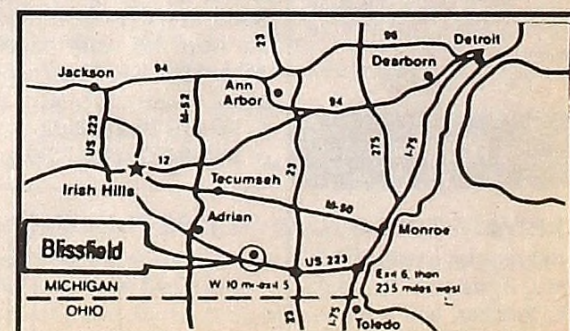 23
96
Detroit
Jackson
94
Dearborn
Ann
Arbor
94
M-52
US 223
275
I-75
12
23
Irish Hills
Tecumseh
M-50
Adrian
Monroe
Blissfield
US 223
Exit 6, then
23.5 miles west
MICHIGAN
W 10 mi-exit 5
OHIO
23
I-75
Toledo